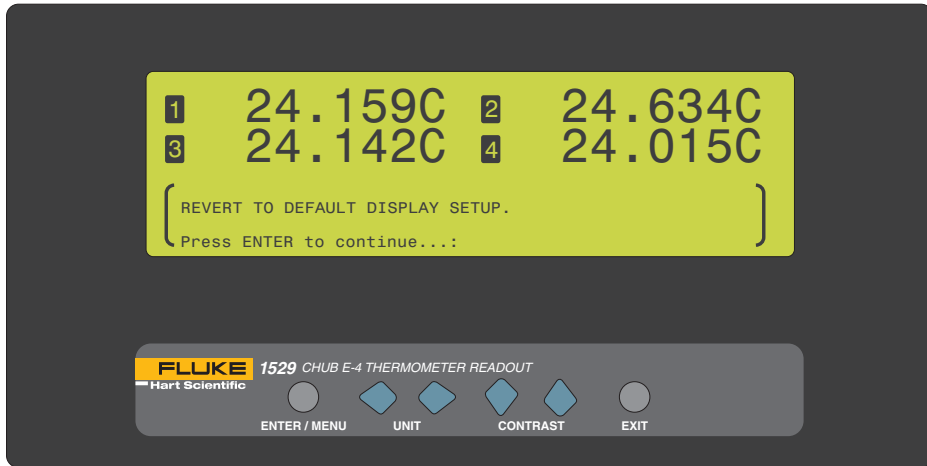 1 24.159C 2 24.634C
3 24.142C 4 24.015C
REVERT TO DEFAULT DISPLAY SETUP.
Press ENTER to continue...:
FLUKE 1529 CHUB E-4 THERMOMETER READOUT
Hart Scientific
ENTER / MENU UNIT CONTRAST EXIT